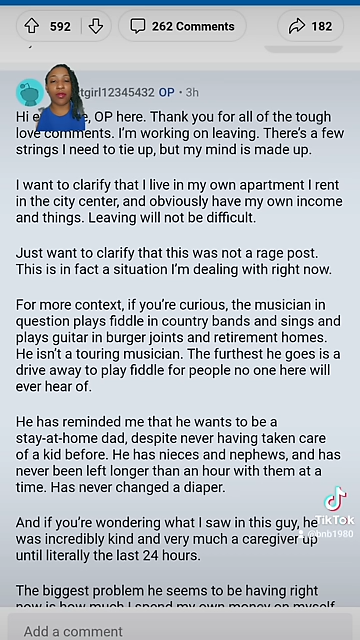 592
262 Comments
182
tgirl12345432 OP • 3h
Hi e e, OP here. Thank you for all of the tough
love comments. I'm working on leaving. There's a few
strings I need to tie up, but my mind is made up.
I want to clarify that I live in my own apartment I rent
in the city center, and obviously have my own income
and things. Leaving will not be difficult.
Just want to clarify that this was not a rage post.
This is in fact a situation I'm dealing with right now.
For more context, if you're curious, the musician in
question plays fiddle in country bands and sings and
plays guitar in burger joints and retirement homes.
He isn't a touring musician. The furthest he goes is a
drive away to play fiddle for people no one here will
ever hear of.
He has reminded me that he wants to be a
stay-at-home dad, despite never having taken care
of a kid before. He has nieces and nephews, and has
never been left longer than an hour with them at a
time. Has never changed a diaper.
And if you're wondering what I saw in this guy, he
was incredibly kind and very much a caregiver up
until literally the last 24 hours.
The biggest problem he seems to be having right
now is how much I spend my own money on myself
TikTok
@bnb1980
Add a comment